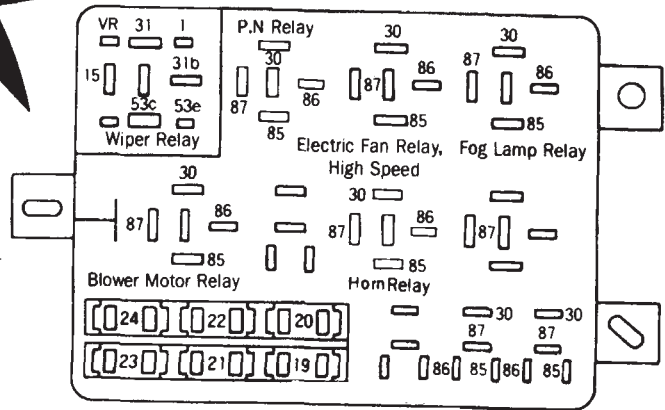 VR 31 I
15 31b
53c 53e
Wiper Relay
P.N Relay
30
87 86
85
30
87 86
85
Electric Fan Relay,
High Speed
30
87 86
85
Fog Lamp Relay
30
87 86
85
Blower Motor Relay
30
87 86
85
Horn Relay
87
24 22 20
23 21 19
30 30
87 87
86 85 86 85